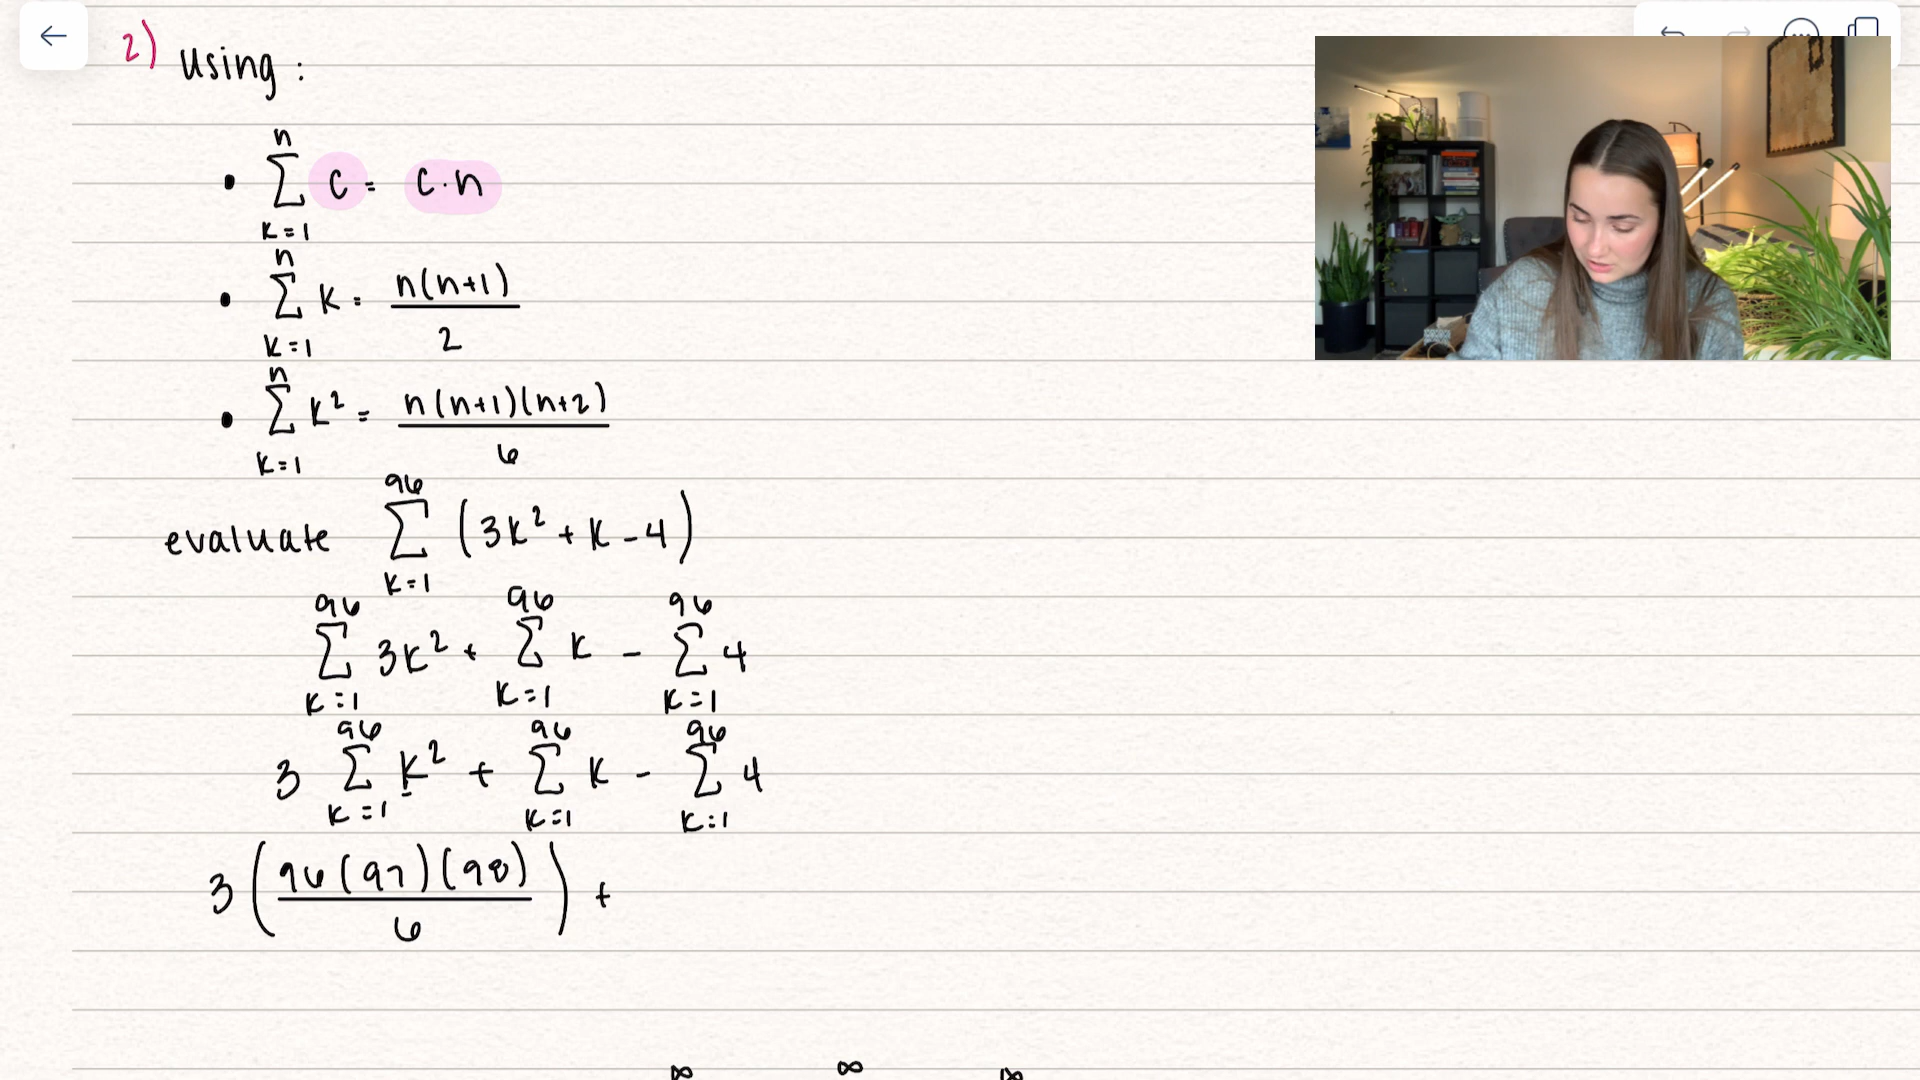 2) Using:
• n ∑ k=1 c = c·n
• n ∑ k=1 k = n(n+1) / 2
• n ∑ k=1 k² = n(n+1)(n+2) / 6
evaluate 96 ∑ k=1 (3k² + k - 4)
96 ∑ k=1 3k² + 96 ∑ k=1 k - 96 ∑ k=1 4
3 96 ∑ k=1 k² + 96 ∑ k=1 k - 96 ∑ k=1 4
3 ( 96(97)(98) / 6 ) +
∞ ∞ ∞